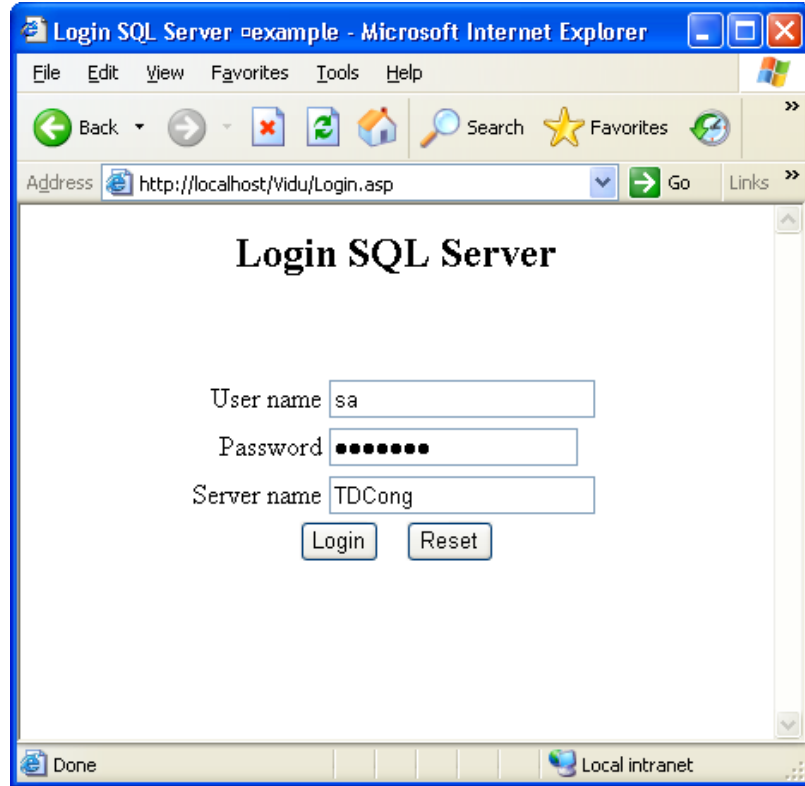 Login SQL Server ¤example - Microsoft Internet Explorer
File Edit View Favorites Tools Help
Back Search Favorites »
Address http://localhost/Vidu/Login.asp Go Links »
Login SQL Server
User name sa
Password ●●●●●●●
Server name TDCong
Login Reset
Done Local intranet